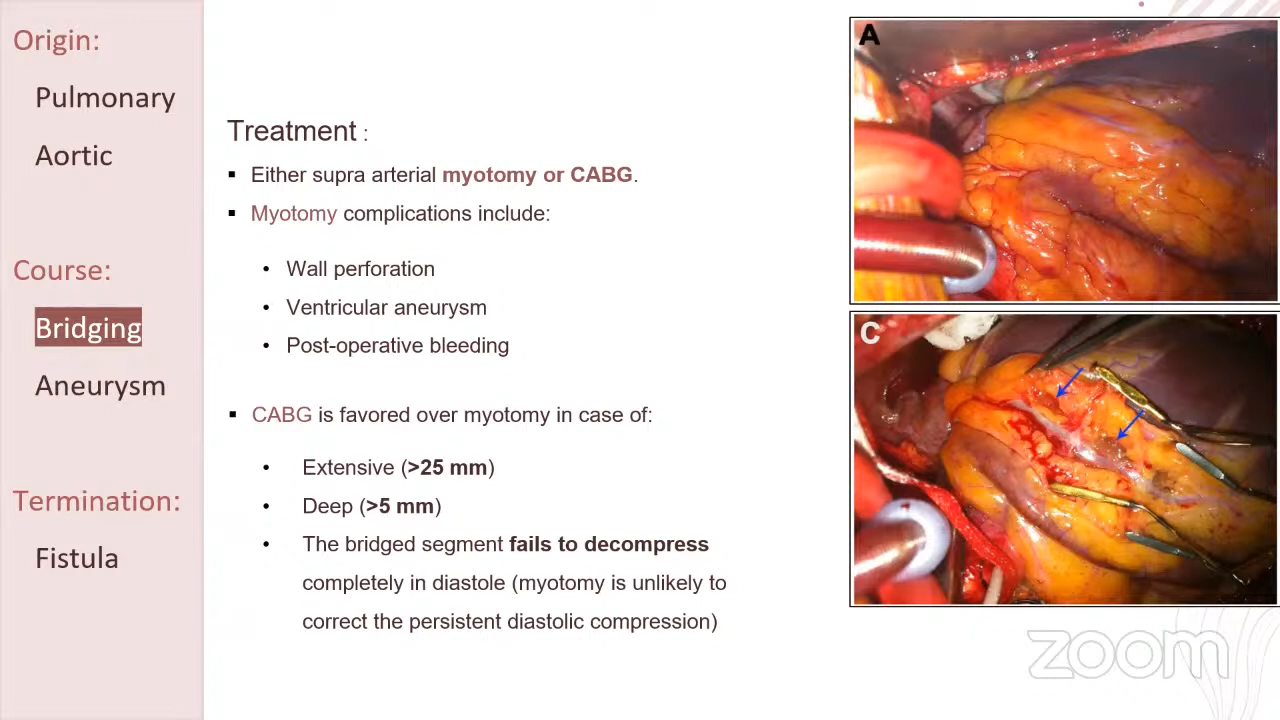 Origin:
Pulmonary
Aortic
Course:
Bridging
Aneurysm
Termination:
Fistula
Treatment :
▪ Either supra arterial myotomy or CABG.
▪ Myotomy complications include:
• Wall perforation
• Ventricular aneurysm
• Post-operative bleeding
▪ CABG is favored over myotomy in case of:
• Extensive (>25 mm)
• Deep (>5 mm)
• The bridged segment fails to decompress
completely in diastole (myotomy is unlikely to
correct the persistent diastolic compression)
A
C
zoom